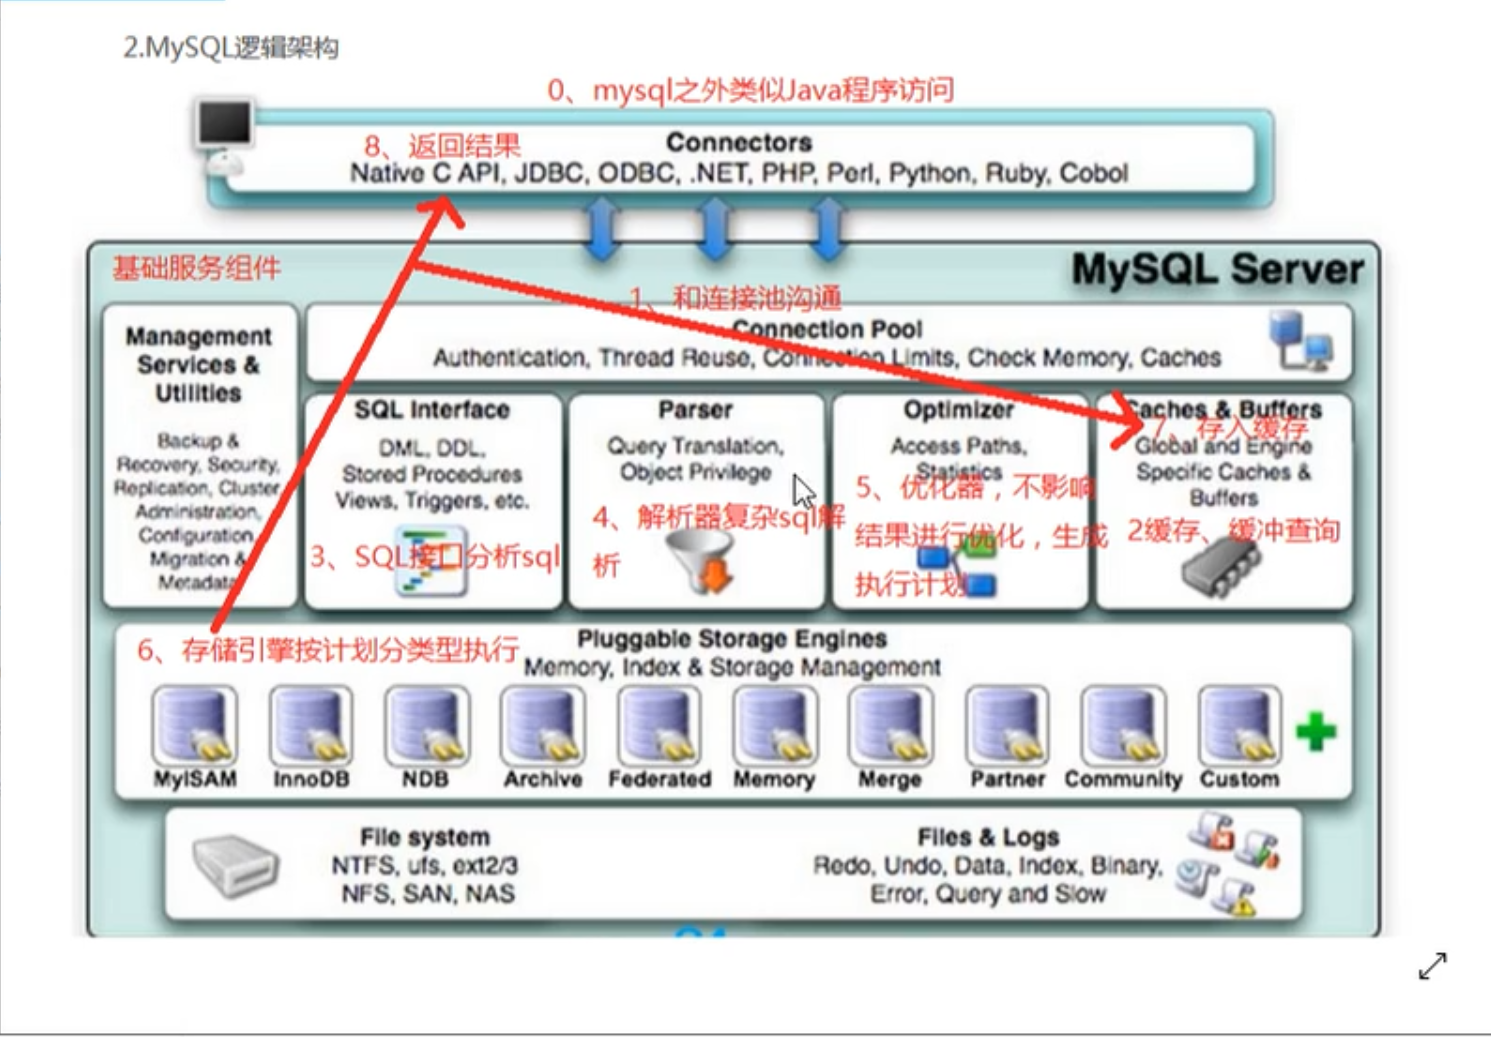 2.MySQL逻辑架构
0、mysql之外类似Java程序访问
8、返回结果
Connectors
Native C API, JDBC, ODBC, .NET, PHP, Perl, Python, Ruby, Cobol
基础服务组件
MySQL Server
1、和连接池沟通
Connection Pool
Authentication, Thread Reuse, Connection Limits, Check Memory, Caches
Management
Services &
Utilities
Backup &
Recovery, Security,
Replication, Cluster
Administration,
Configuration,
Migration &
Metadata
SQL Interface
DML, DDL,
Stored Procedures
Views, Triggers, etc.
3、SQL接口分析sql
Parser
Query Translation,
Object Privilege
4、解析器复杂sql解
析
Optimizer
Access Paths,
Statistics
5、优化器，不影响
结果进行优化，生成
执行计划
Caches & Buffers
7、存入缓存
Global and Engine
Specific Caches &
Buffers
2缓存、缓冲查询
6、存储引擎按计划分类型执行
Pluggable Storage Engines
Memory, Index & Storage Management
MyISAM
InnoDB
NDB
Archive
Federated
Memory
Merge
Partner
Community
Custom
File system
NTFS, ufs, ext2/3
NFS, SAN, NAS
Files & Logs
Redo, Undo, Data, Index, Binary,
Error, Query and Slow